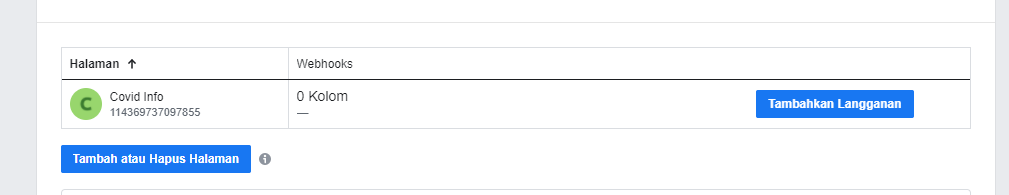 Halaman ↑ Webhooks
C Covid Info 0 Kolom Tambahkan Langganan
114369737097855 —
Tambah atau Hapus Halaman